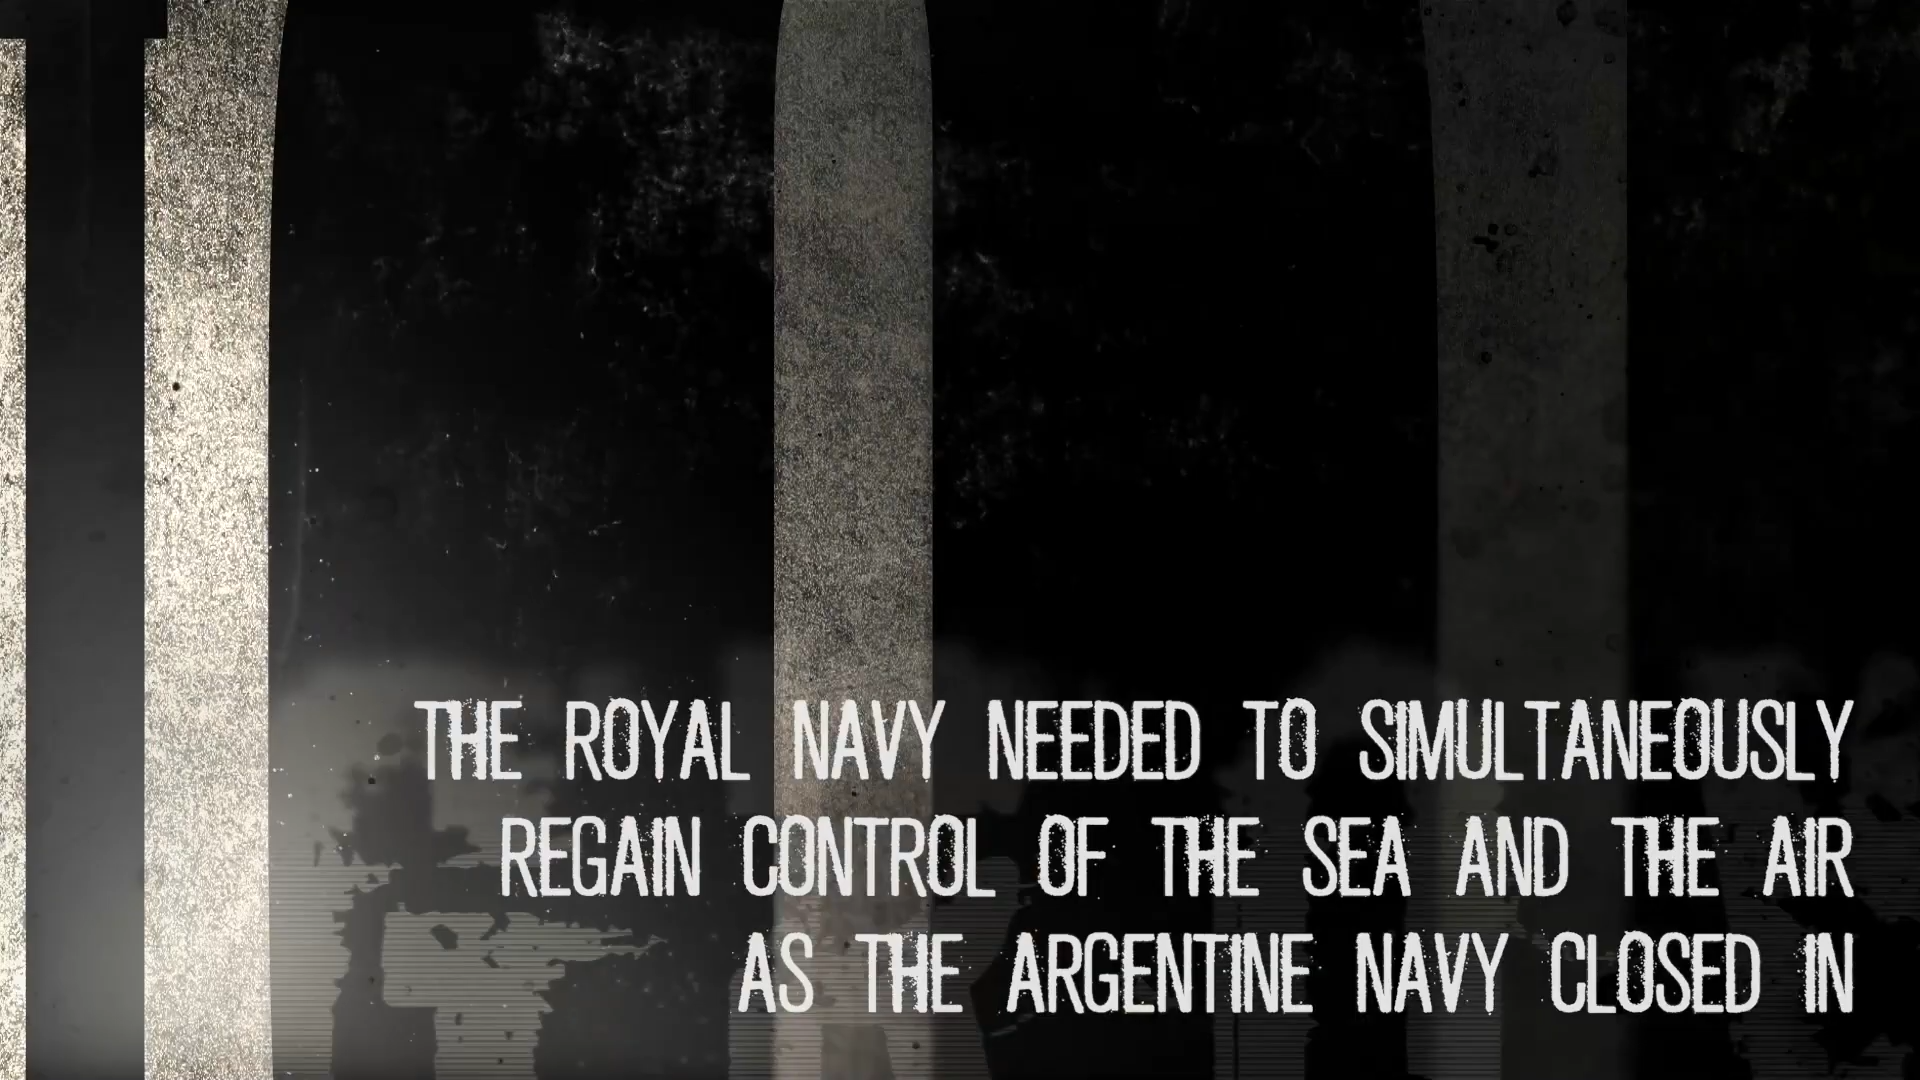 THE ROYAL NAVY NEEDED TO SIMULTANEOUSLY
REGAIN CONTROL OF THE SEA AND THE AIR
AS THE ARGENTINE NAVY CLOSED IN